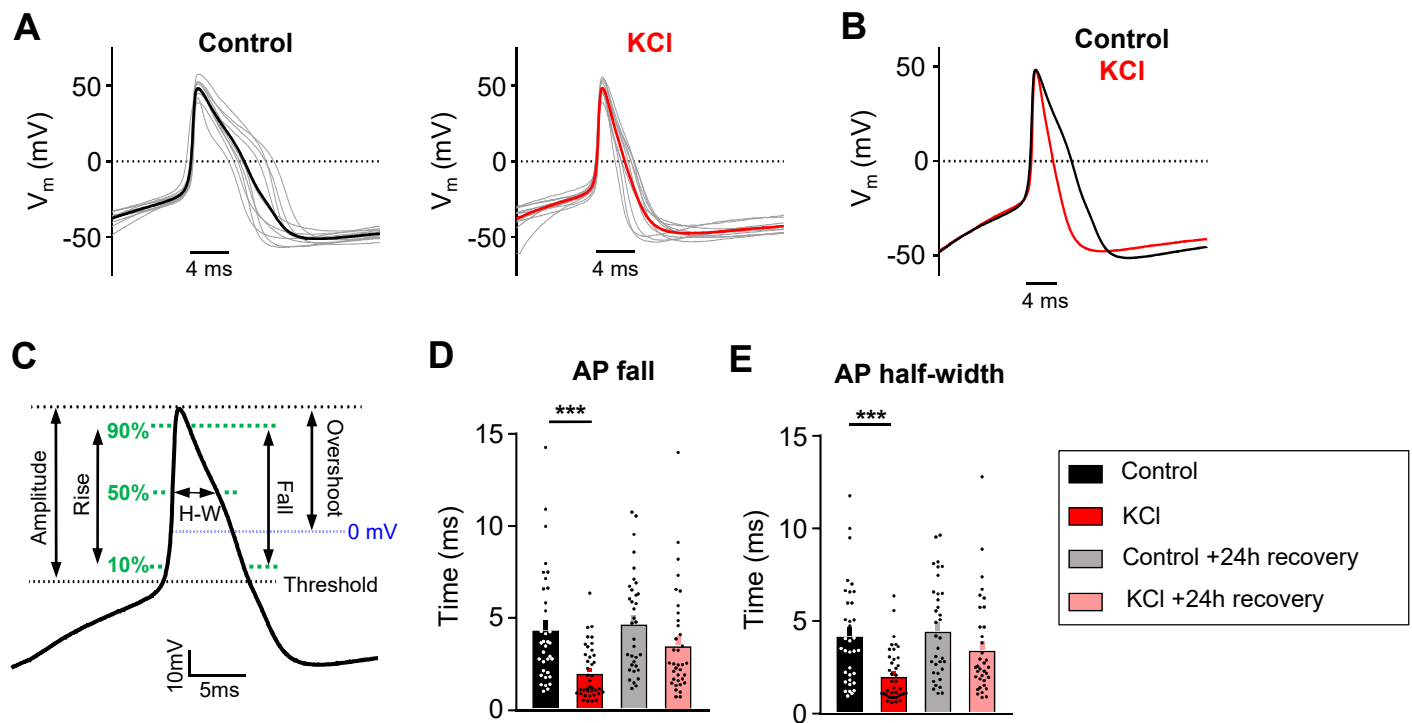 A
Control
50
0
-50
Vm (mV)
4 ms
KCl
50
0
-50
Vm (mV)
4 ms
B
Control
KCl
50
0
-50
Vm (mV)
4 ms
C
Amplitude
Rise
90%
50%
10%
H-W
Fall
Overshoot
0 mV
Threshold
10mV
5ms
D
AP fall
***
15
10
5
0
Time (ms)
E
AP half-width
***
15
10
5
0
Time (ms)
Control
KCl
Control +24h recovery
KCl +24h recovery